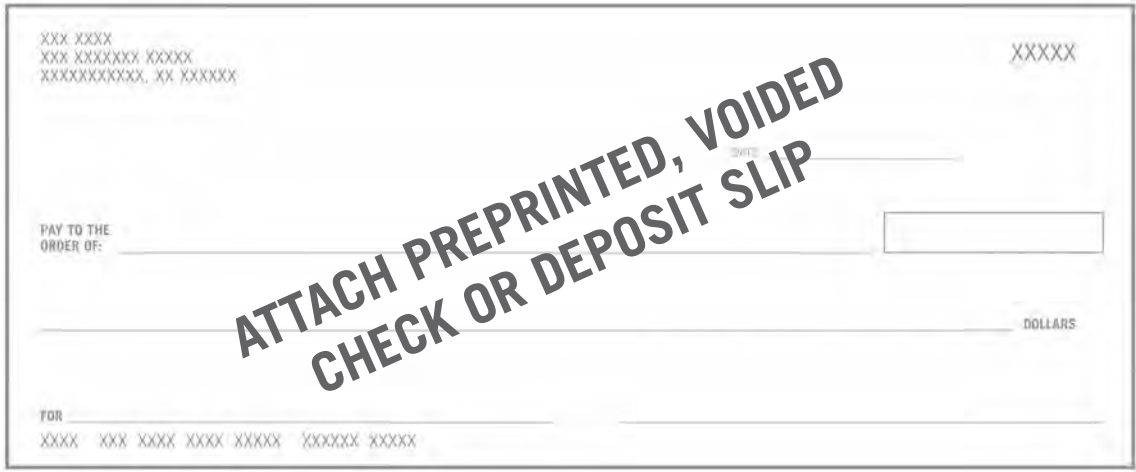 XXX XXXX
XXX XXXXXXX XXXXX
XXXXXXXXXXX, XX XXXXXX
XXXXX
DATE
ATTACH PREPRINTED, VOIDED
CHECK OR DEPOSIT SLIP
PAY TO THE
ORDER OF:
DOLLARS
FOR
XXXX XXX XXXX XXXX XXXXX XXXXXX XXXXX